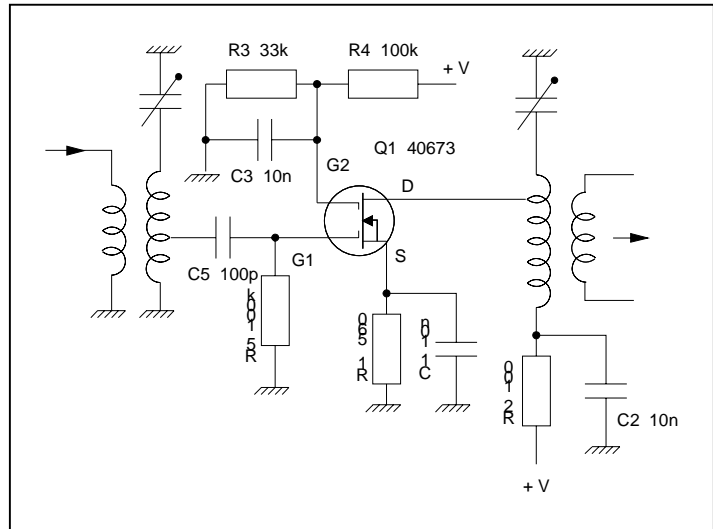 R3 33k
R4 100k
+ V
Q1 40673
C3 10n
G2
D
C5 100p
G1
S
R5 100k
R1 560
C1 10n
R2 100
C2 10n
+ V